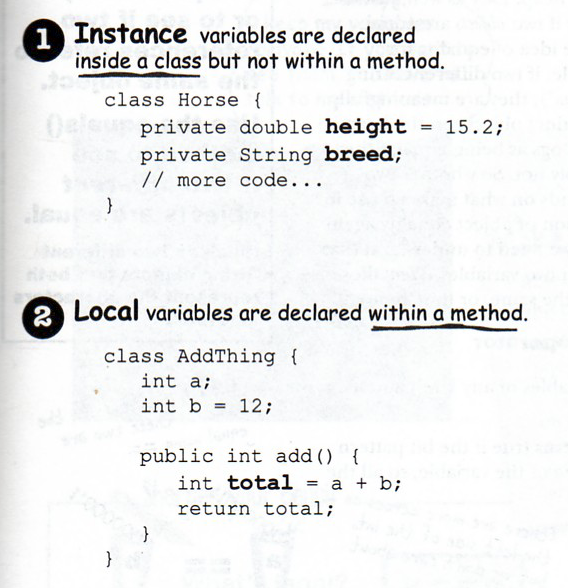 1 Instance variables are declared
inside a class but not within a method.
class Horse {
private double height = 15.2;
private String breed;
// more code...
}
2 Local variables are declared within a method.
class AddThing {
int a;
int b = 12;
public int add() {
int total = a + b;
return total;
}
}